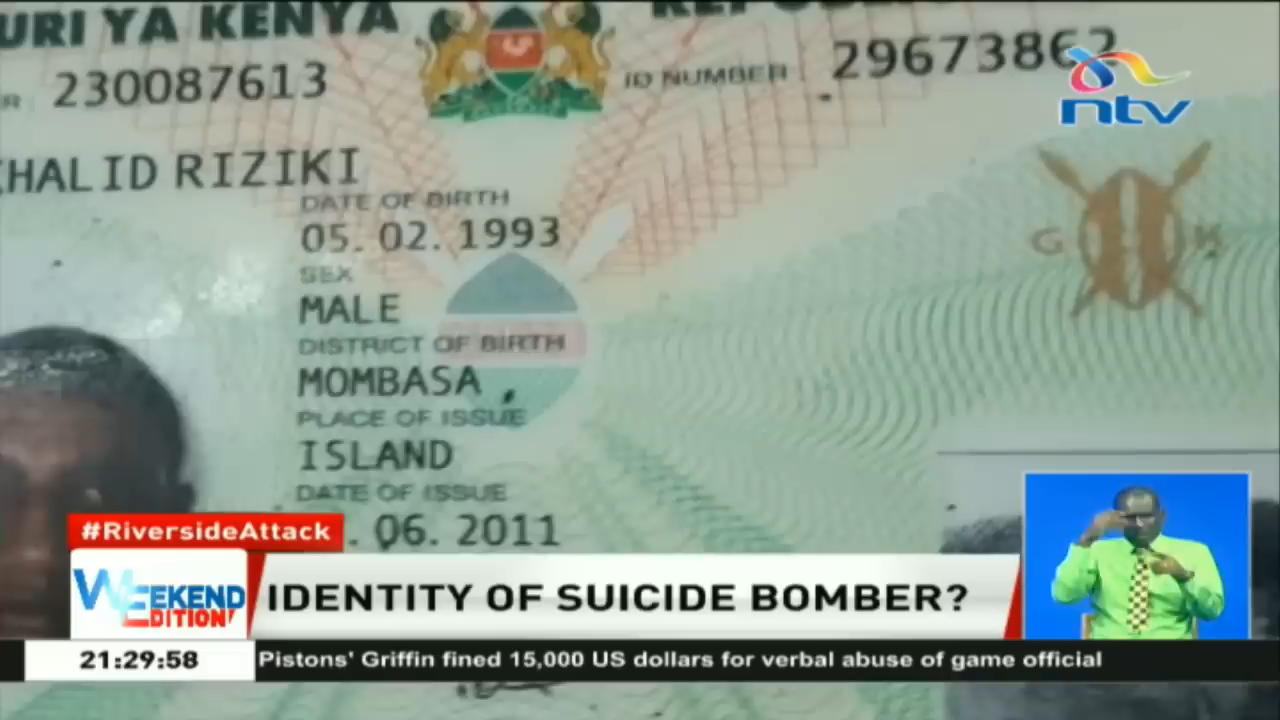 URI YA KENYA
230087613
ID NUMBER
29673862
ntv
HALID RIZIKI
DATE OF BIRTH
05. 02. 1993
SEX
MALE
DISTRICT OF BIRTH
MOMBASA
PLACE OF ISSUE
ISLAND
DATE OF ISSUE
. 06. 2011
G K
#RiversideAttack
WEEKEND
EDITION
IDENTITY OF SUICIDE BOMBER?
21:29:58
Pistons' Griffin fined 15,000 US dollars for verbal abuse of game official